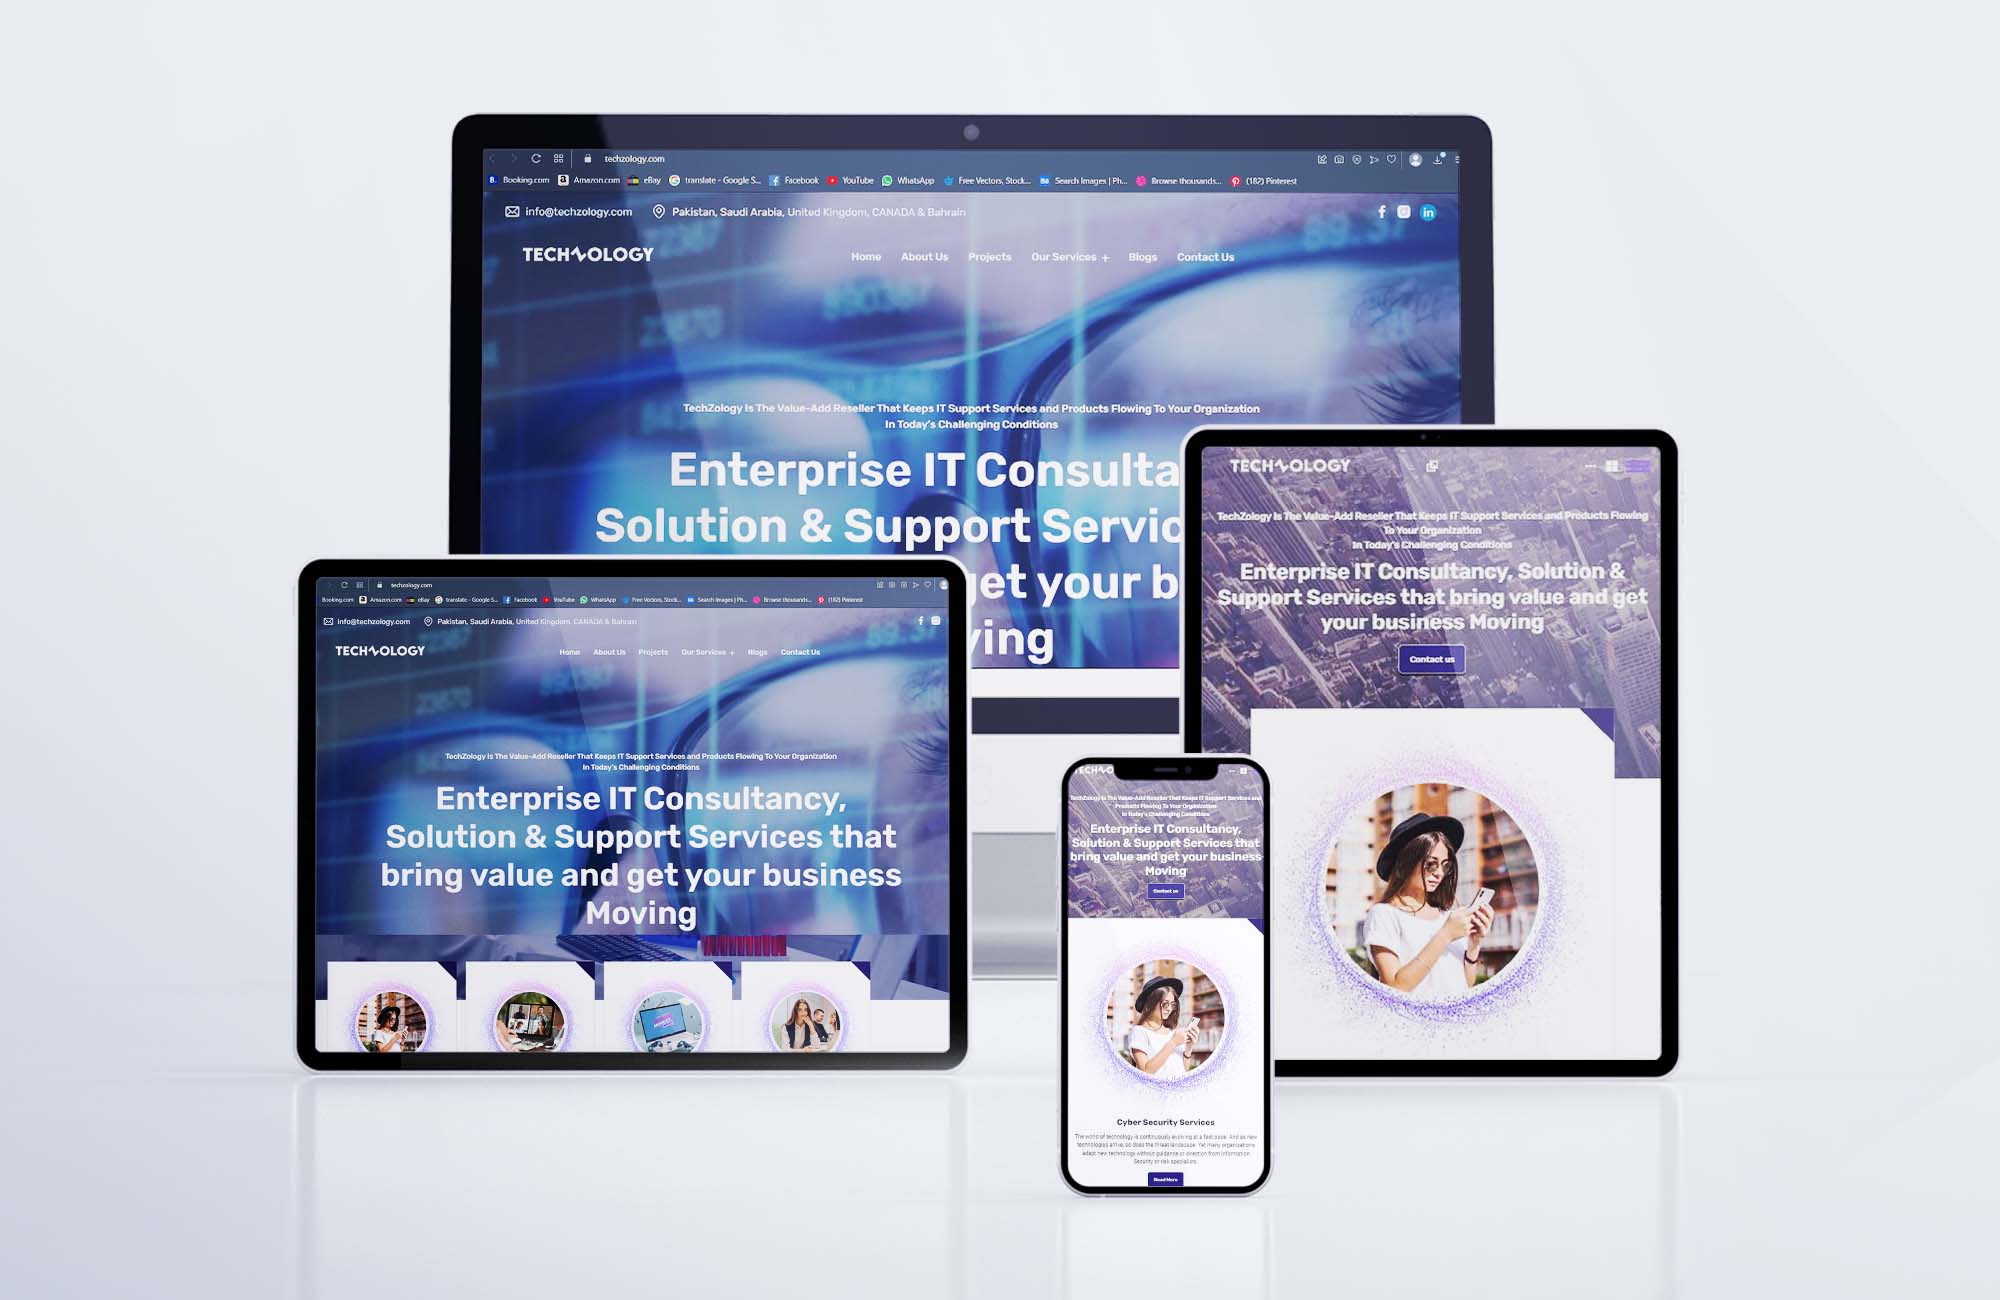 techzology.com
Booking.com Amazon.com eBay translate - Google S... Facebook YouTube WhatsApp Free Vectors, Stock... Search Images | Ph... Browse thousands... (182) Pinterest
info@techzology.com Pakistan, Saudi Arabia, United Kingdom, CANADA & Bahrain
TECHZOLOGY Home About Us Projects Our Services + Blogs Contact Us
22387
89.37
890387
23870
TechZology Is The Value-Add Reseller That Keeps IT Support Services and Products Flowing To Your Organization
In Today's Challenging Conditions
Enterprise IT Consulta
Solution & Support Servic
get your b
ving
techzology.com
Booking.com Amazon.com eBay translate - Google S... Facebook YouTube WhatsApp Free Vectors, Stock... Search Images | Ph... Browse thousands... (182) Pinterest
info@techzology.com Pakistan, Saudi Arabia, United Kingdom, CANADA & Bahrain
TECHZOLOGY Home About Us Projects Our Services + Blogs Contact Us
TechZology Is The Value-Add Reseller That Keeps IT Support Services and Products Flowing To Your Organization
In Today's Challenging Conditions
Enterprise IT Consultancy,
Solution & Support Services that
bring value and get your business
Moving
TECHZOLOGY
TechZology Is The Value-Add Reseller That Keeps IT Support Services and Products Flowing
To Your Organization
In Today's Challenging Conditions
Enterprise IT Consultancy, Solution &
Support Services that bring value and get
your business Moving
Contact us
TECHZO
TechZology Is The Value-Add Reseller That Keeps IT Support Services and
Products Flowing To Your Organization
In Today's Challenging Conditions
Enterprise IT Consultancy,
Solution & Support Services that
bring value and get your business
Moving
Contact us
Cyber Security Services
The world of technology is continuously evolving at a fast pace. And as new
technologies arrive, so does the threat landscape. Yet many organisations
adapt new technology without guidance or direction from Information
Security or risk specialists.
Read More